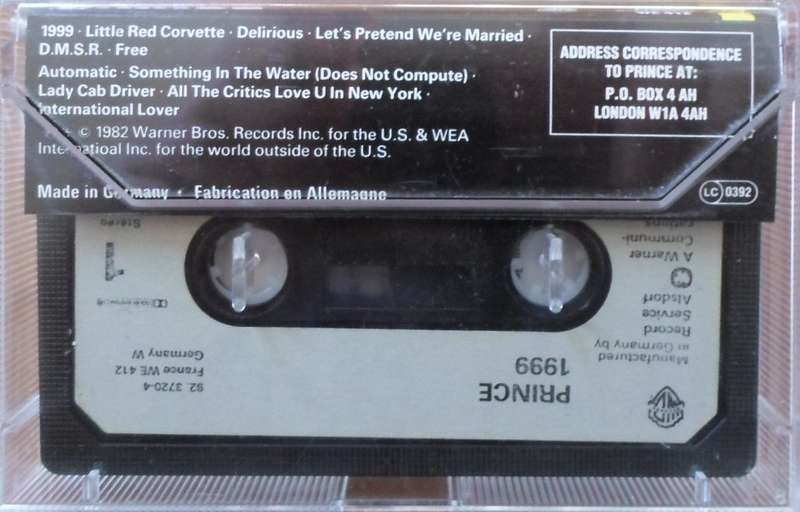 1999 · Little Red Corvette · Delirious · Let's Pretend We're Married ·
D.M.S.R. · Free
Automatic · Something In The Water (Does Not Compute) ·
Lady Cab Driver · All The Critics Love U In New York ·
International Lover
© 1982 Warner Bros. Records Inc. for the U.S. & WEA
Internatioal Inc. for the world outside of the U.S.
Made in Germany · Fabrication en Allemagne
ADDRESS CORRESPONDENCE
TO PRINCE AT:
P.O. BOX 4 AH
LONDON W1A 4AH
LC 0392
PRINCE
1999
Manufactured
in Germany by
Record
Service
Alsdorf
A Warner
Communi-
cations
92. 3720-4
France WE 412
Germany W
1
Stereo